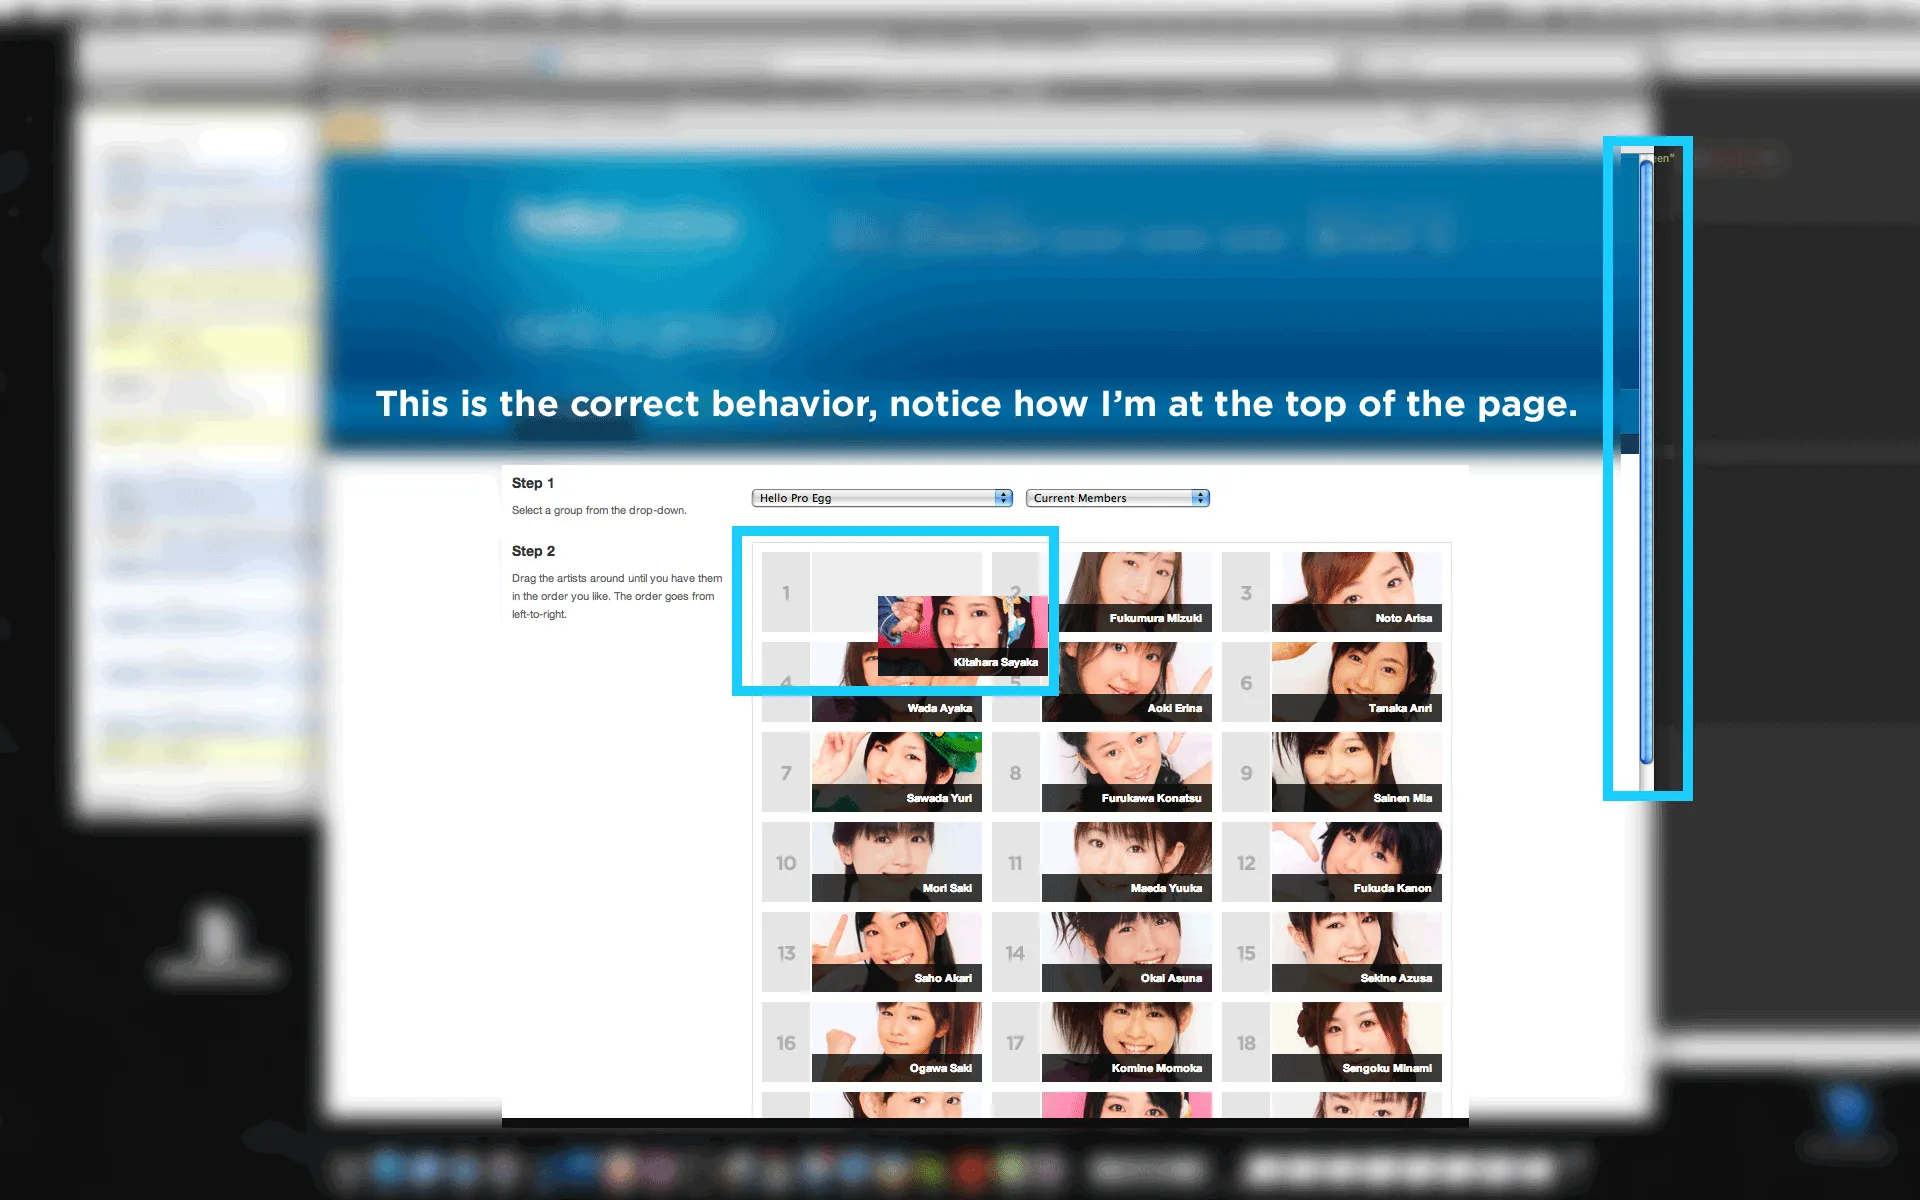 een"
This is the correct behavior, notice how I'm at the top of the page.
Step 1
Select a group from the drop-down.
Hello Pro Egg
Current Members
Step 2
Drag the artists around until you have them
in the order you like. The order goes from
left-to-right.
1
2
Fukumura Mizuki
3
Noto Arisa
Kitahara Sayaka
4
Wada Ayaka
5
Aoki Erina
6
Tanaka Anri
7
Sawada Yuri
8
Furukawa Konatsu
9
Sainen Mia
10
Mori Saki
11
Maeda Yuuka
12
Fukuda Kanon
13
Saho Akari
14
Okai Asuna
15
Sekine Azusa
16
Ogawa Saki
17
Komine Momoka
18
Sengoku Minami